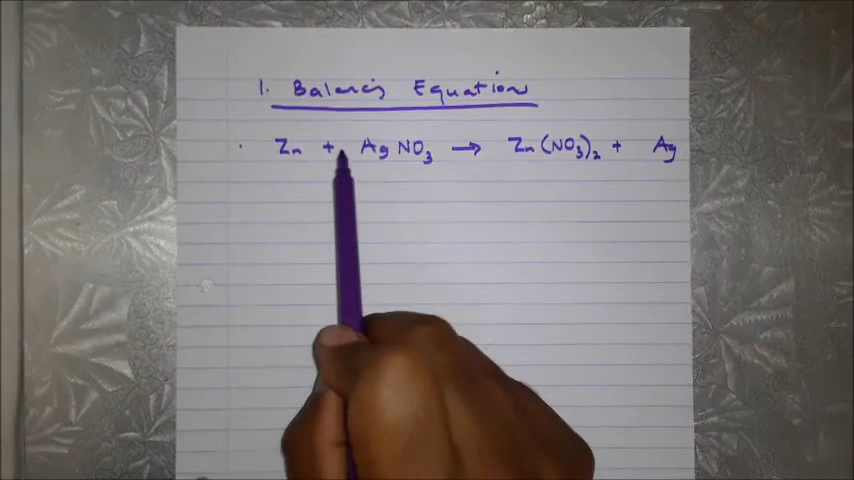 1. Balancing Equation
Zn + AgNO₃ → Zn(NO₃)₂ + Ag